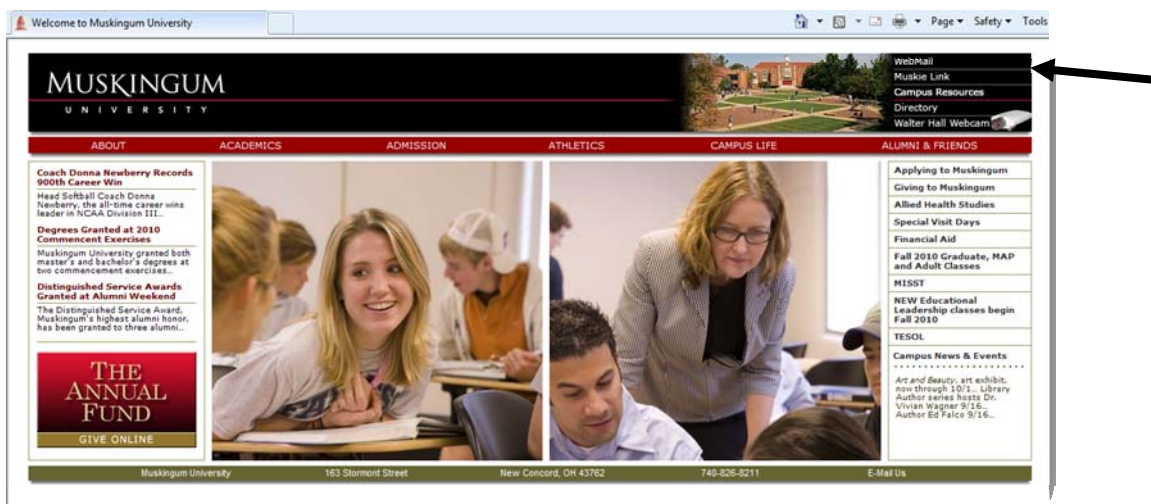 Welcome to Muskingum University
Page
Safety
Tools
MUSKINGUM
UNIVERSITY
WebMail
Muskie Link
Campus Resources
Directory
Walter Hall Webcam
ABOUT
ACADEMICS
ADMISSION
ATHLETICS
CAMPUS LIFE
ALUMNI & FRIENDS
Coach Donna Newberry Records
900th Career Win
Head Softball Coach Donna
Newberry, the all-time career wins
leader in NCAA Division III...
Degrees Granted at 2010
Commencent Exercises
Muskingum University granted both
master's and bachelor's degrees at
two commencement exercises...
Distinguished Service Awards
Granted at Alumni Weekend
The Distinguished Service Award,
Muskingum's highest alumni honor,
has been granted to three alumni...
THE
ANNUAL
FUND
GIVE ONLINE
Applying to Muskingum
Giving to Muskingum
Allied Health Studies
Special Visit Days
Financial Aid
Fall 2010 Graduate, MAP
and Adult Classes
MISST
NEW Educational
Leadership classes begin
Fall 2010
TESOL
Campus News & Events
Art and Beauty, art exhibit,
now through 10/1... Library
Author series hosts Dr.
Vivian Wagner 9/16...
Author Ed Falco 9/16...
Muskingum University
163 Stormont Street
New Concord, OH 43762
740-826-8211
E-Mail Us